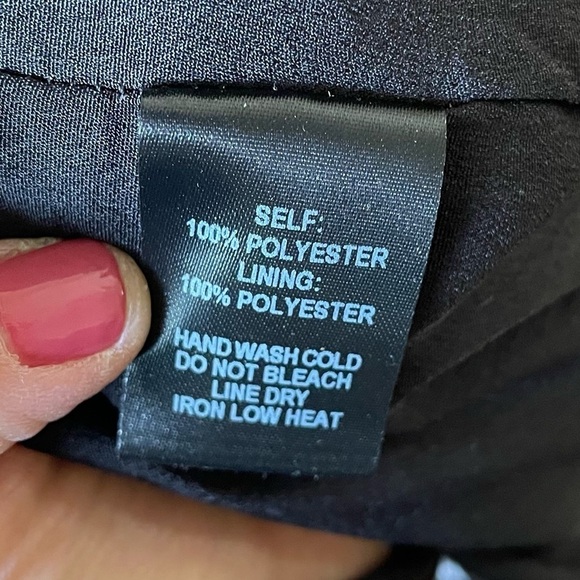 SELF:
100% POLYESTER
LINING:
100% POLYESTER
HAND WASH COLD
DO NOT BLEACH
LINE DRY
IRON LOW HEAT